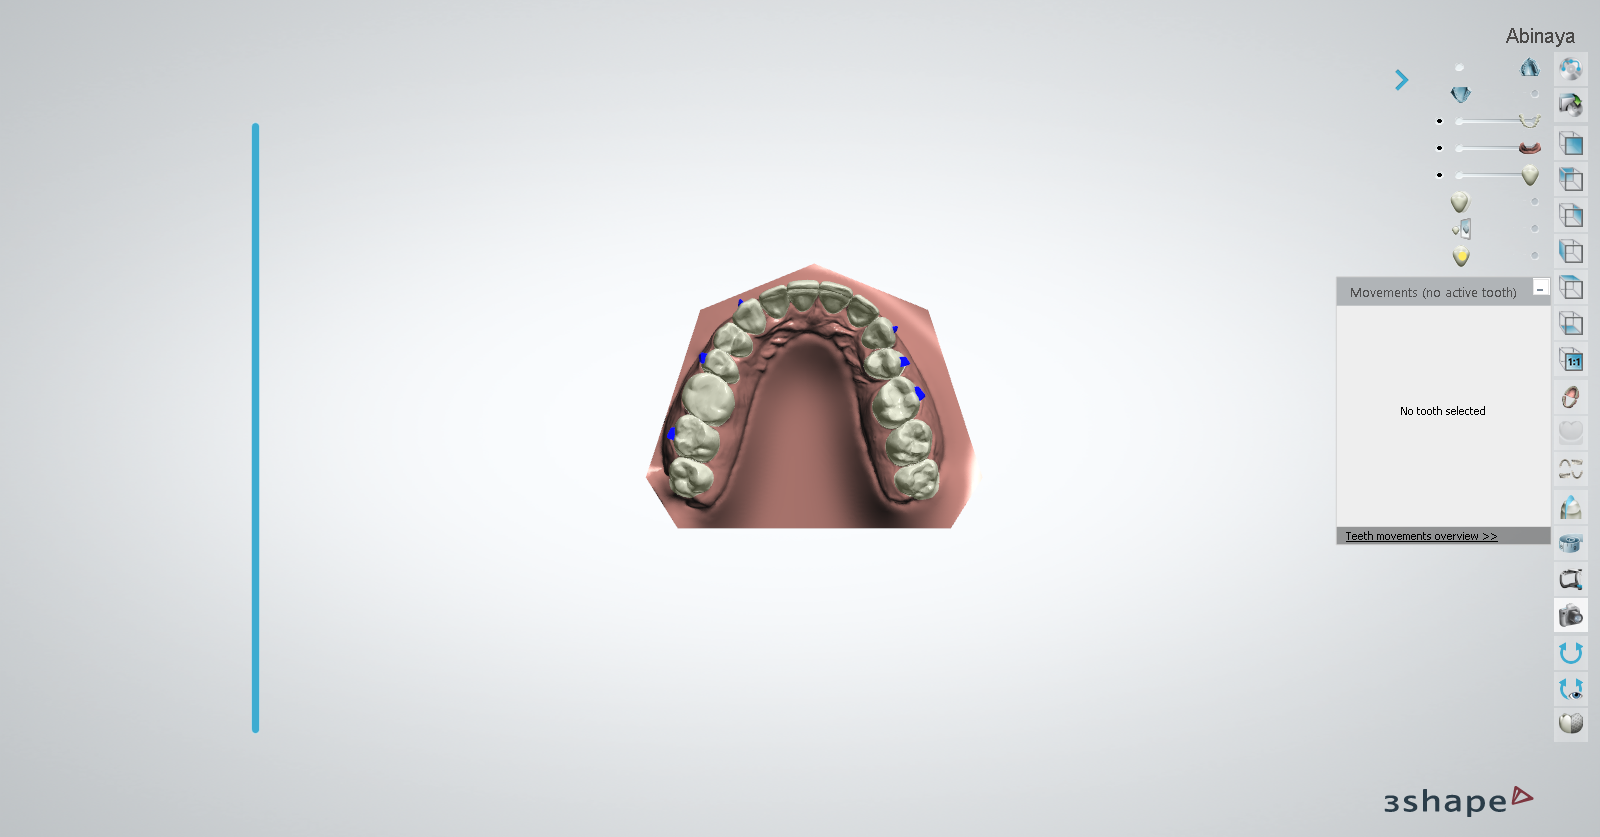 Abinaya
Movements (no active tooth)
No tooth selected
Teeth movements overview >>
1:1
3shape